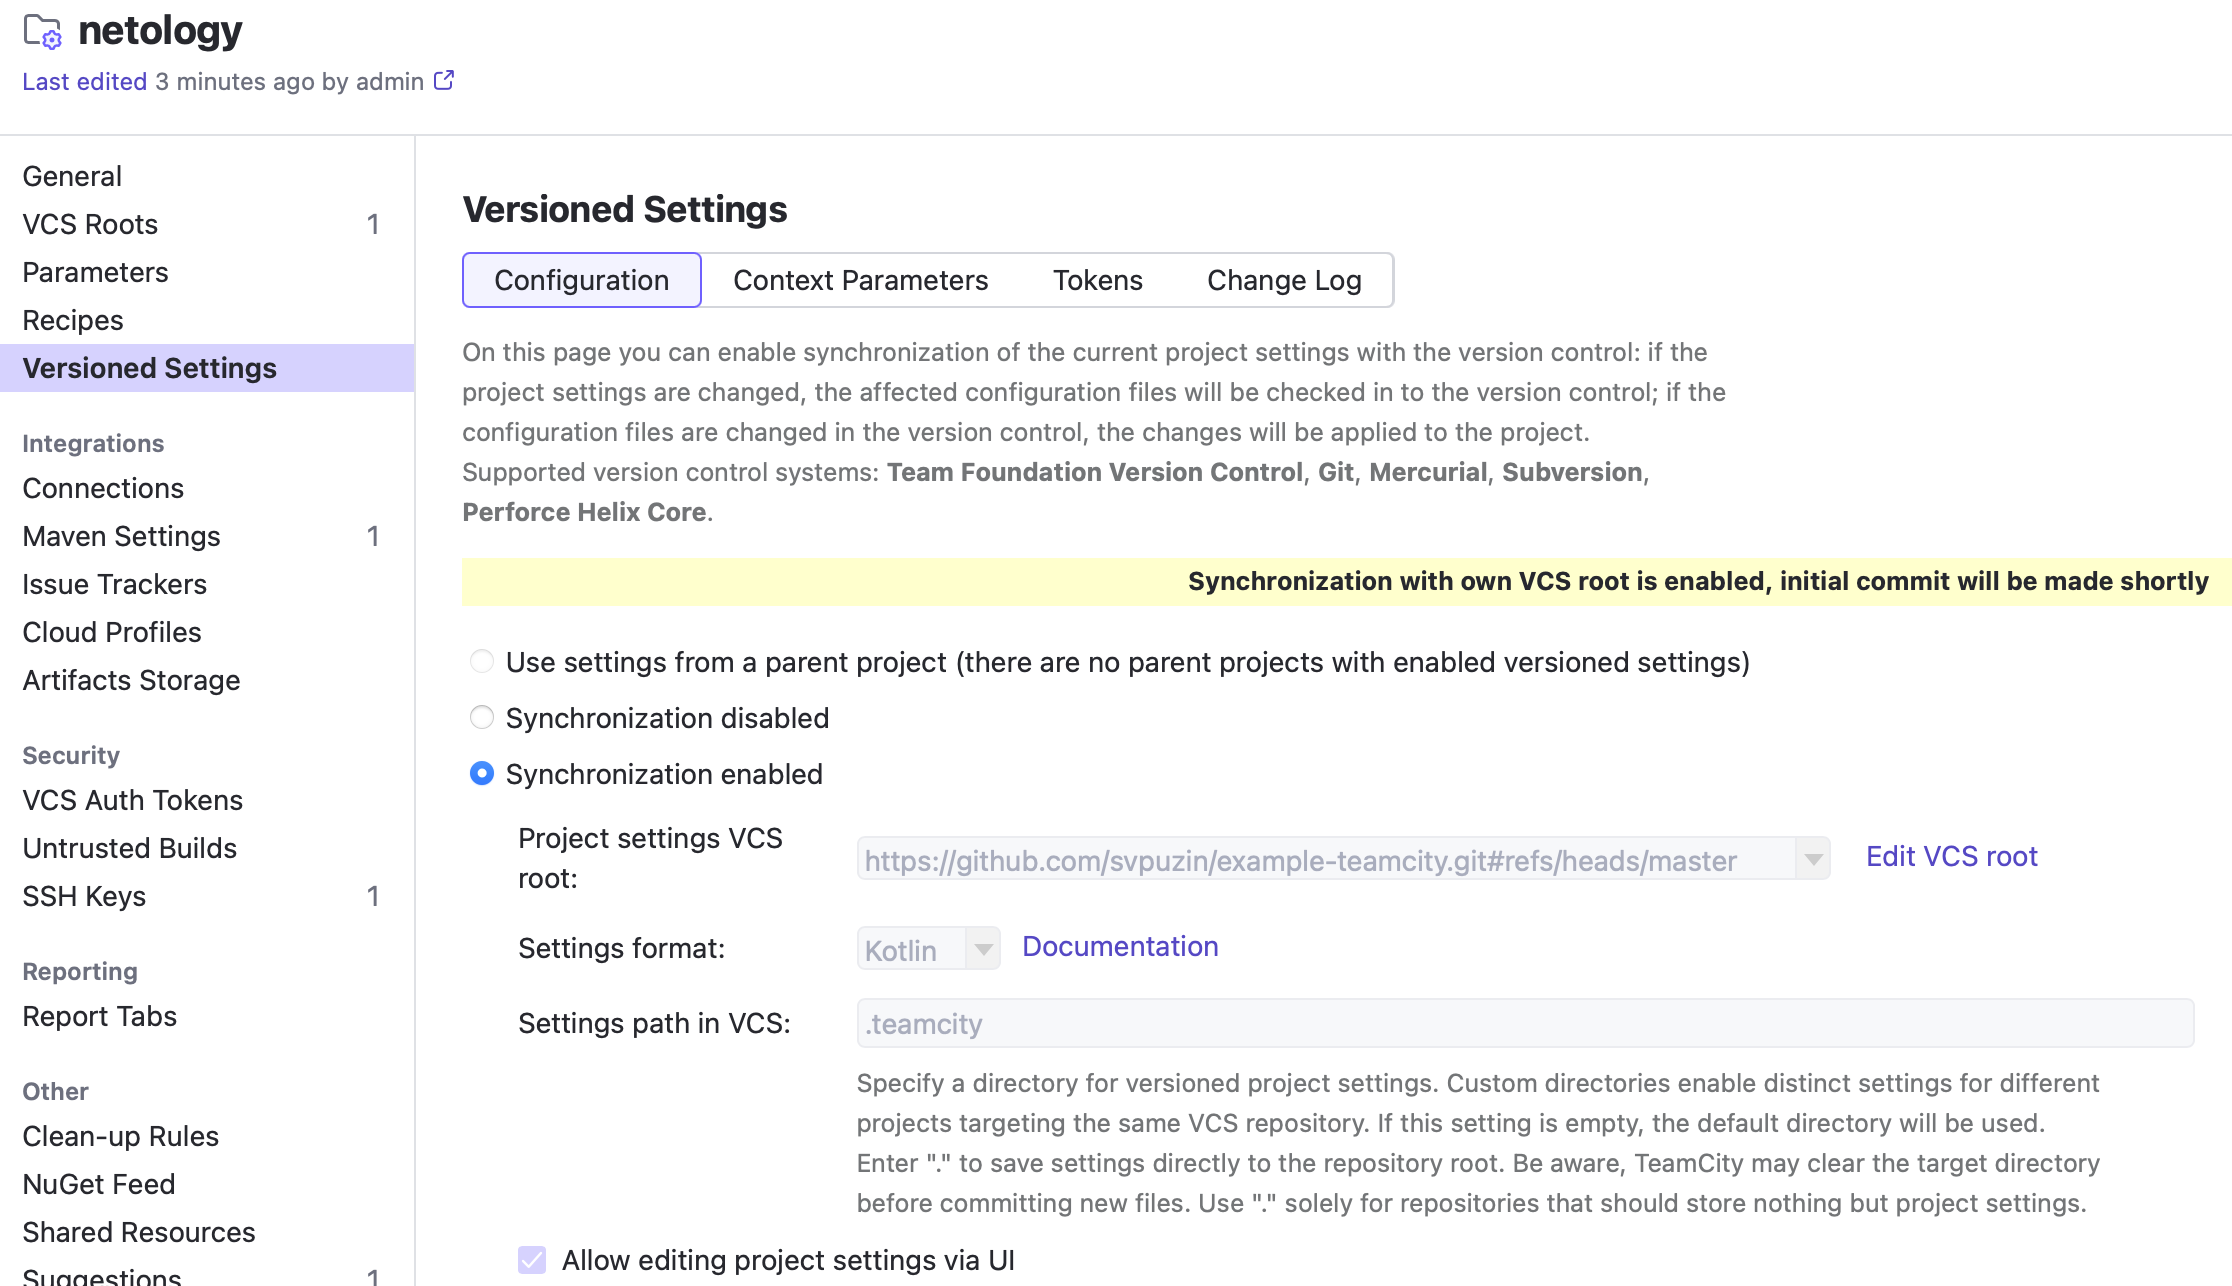 netology
Last edited 3 minutes ago by admin
General
VCS Roots 1
Parameters
Recipes
Versioned Settings
Integrations
Connections
Maven Settings 1
Issue Trackers
Cloud Profiles
Artifacts Storage
Security
VCS Auth Tokens
Untrusted Builds
SSH Keys 1
Reporting
Report Tabs
Other
Clean-up Rules
NuGet Feed
Shared Resources
Suggestions 1
Versioned Settings
Configuration Context Parameters Tokens Change Log
On this page you can enable synchronization of the current project settings with the version control: if the
project settings are changed, the affected configuration files will be checked in to the version control; if the
configuration files are changed in the version control, the changes will be applied to the project.
Supported version control systems: Team Foundation Version Control, Git, Mercurial, Subversion,
Perforce Helix Core.
Synchronization with own VCS root is enabled, initial commit will be made shortly
Use settings from a parent project (there are no parent projects with enabled versioned settings)
Synchronization disabled
Synchronization enabled
Project settings VCS
root:
https://github.com/svpuzin/example-teamcity.git#refs/heads/master Edit VCS root
Settings format: Kotlin Documentation
Settings path in VCS: .teamcity
Specify a directory for versioned project settings. Custom directories enable distinct settings for different
projects targeting the same VCS repository. If this setting is empty, the default directory will be used.
Enter "." to save settings directly to the repository root. Be aware, TeamCity may clear the target directory
before committing new files. Use "." solely for repositories that should store nothing but project settings.
Allow editing project settings via UI